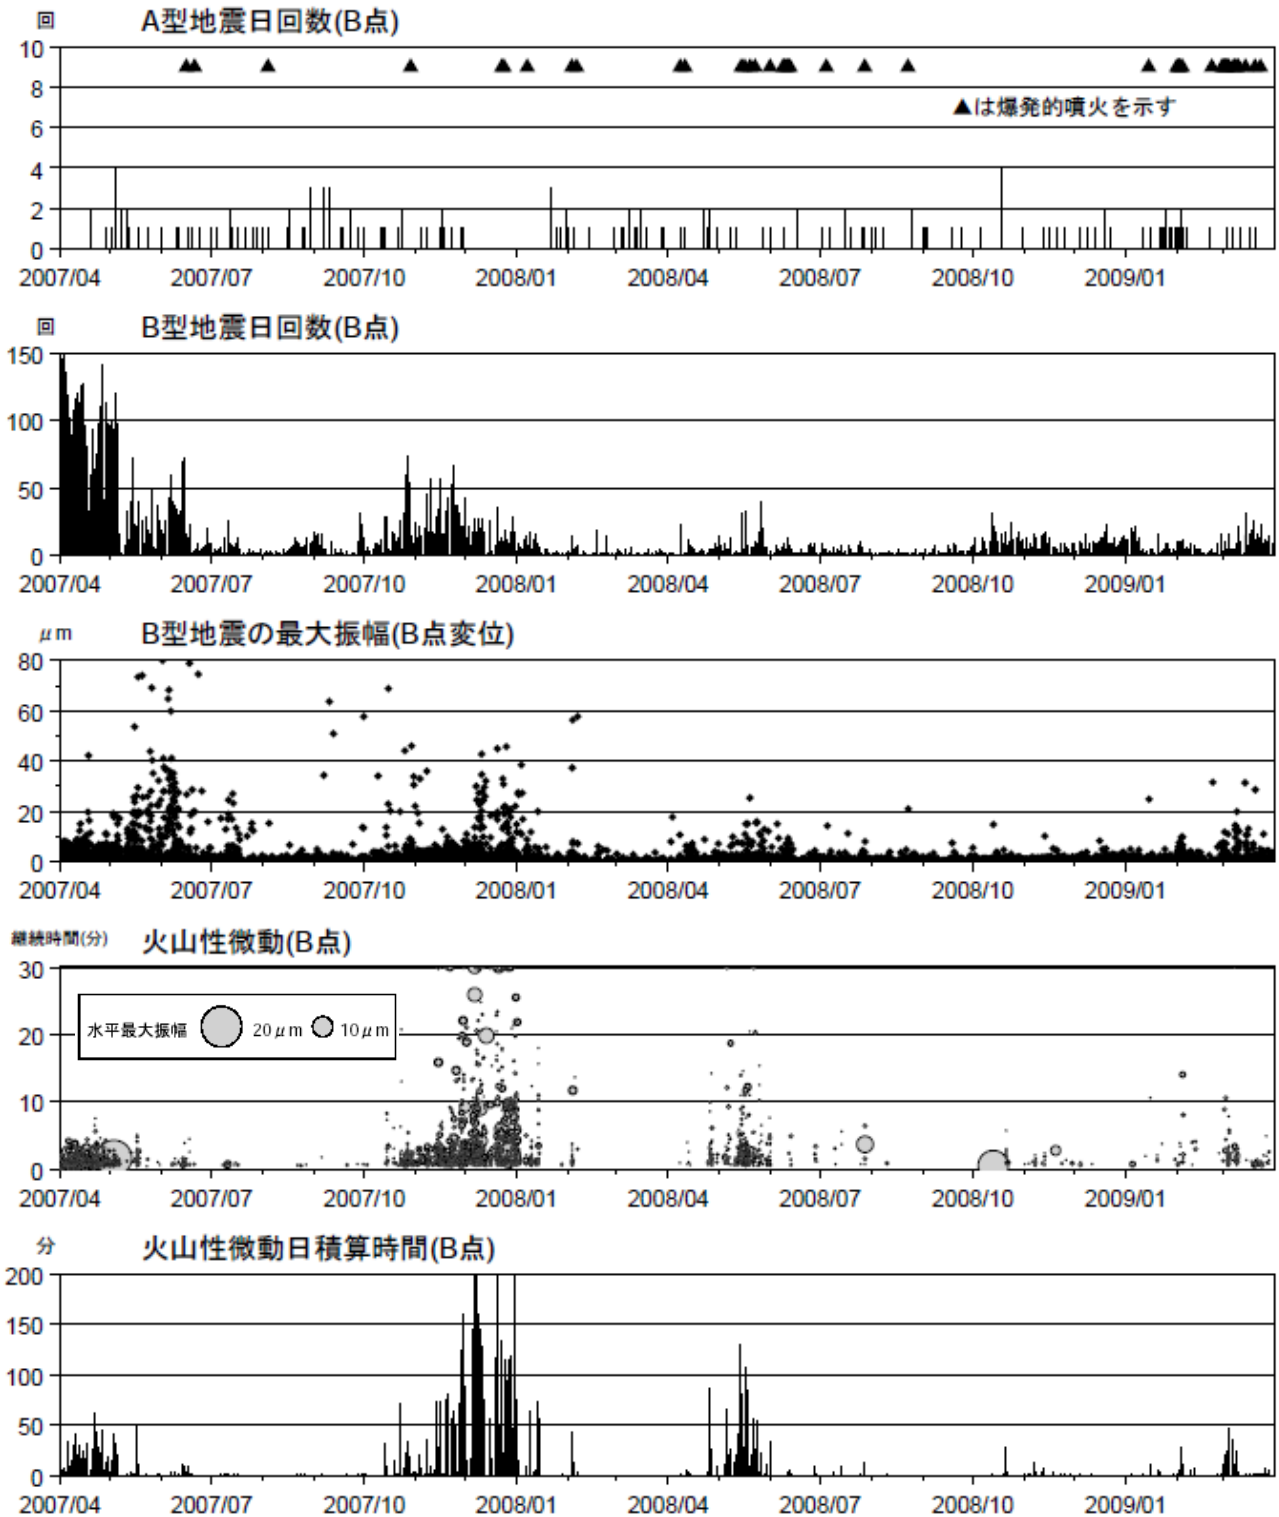 回 A型地震日回数(B点)
10
8
▲は爆発的噴火を示す
6
4
2
0
2007/04 2007/07 2007/10 2008/01 2008/04 2008/07 2008/10 2009/01
回 B型地震日回数(B点)
150
100
50
0
2007/04 2007/07 2007/10 2008/01 2008/04 2008/07 2008/10 2009/01
μm B型地震の最大振幅(B点変位)
80
60
40
20
0
2007/04 2007/07 2007/10 2008/01 2008/04 2008/07 2008/10 2009/01
継続時間(分) 火山性微動(B点)
30
水平最大振幅 20μm 10μm
20
10
0
2007/04 2007/07 2007/10 2008/01 2008/04 2008/07 2008/10 2009/01
分 火山性微動日積算時間(B点)
200
150
100
50
0
2007/04 2007/07 2007/10 2008/01 2008/04 2008/07 2008/10 2009/01